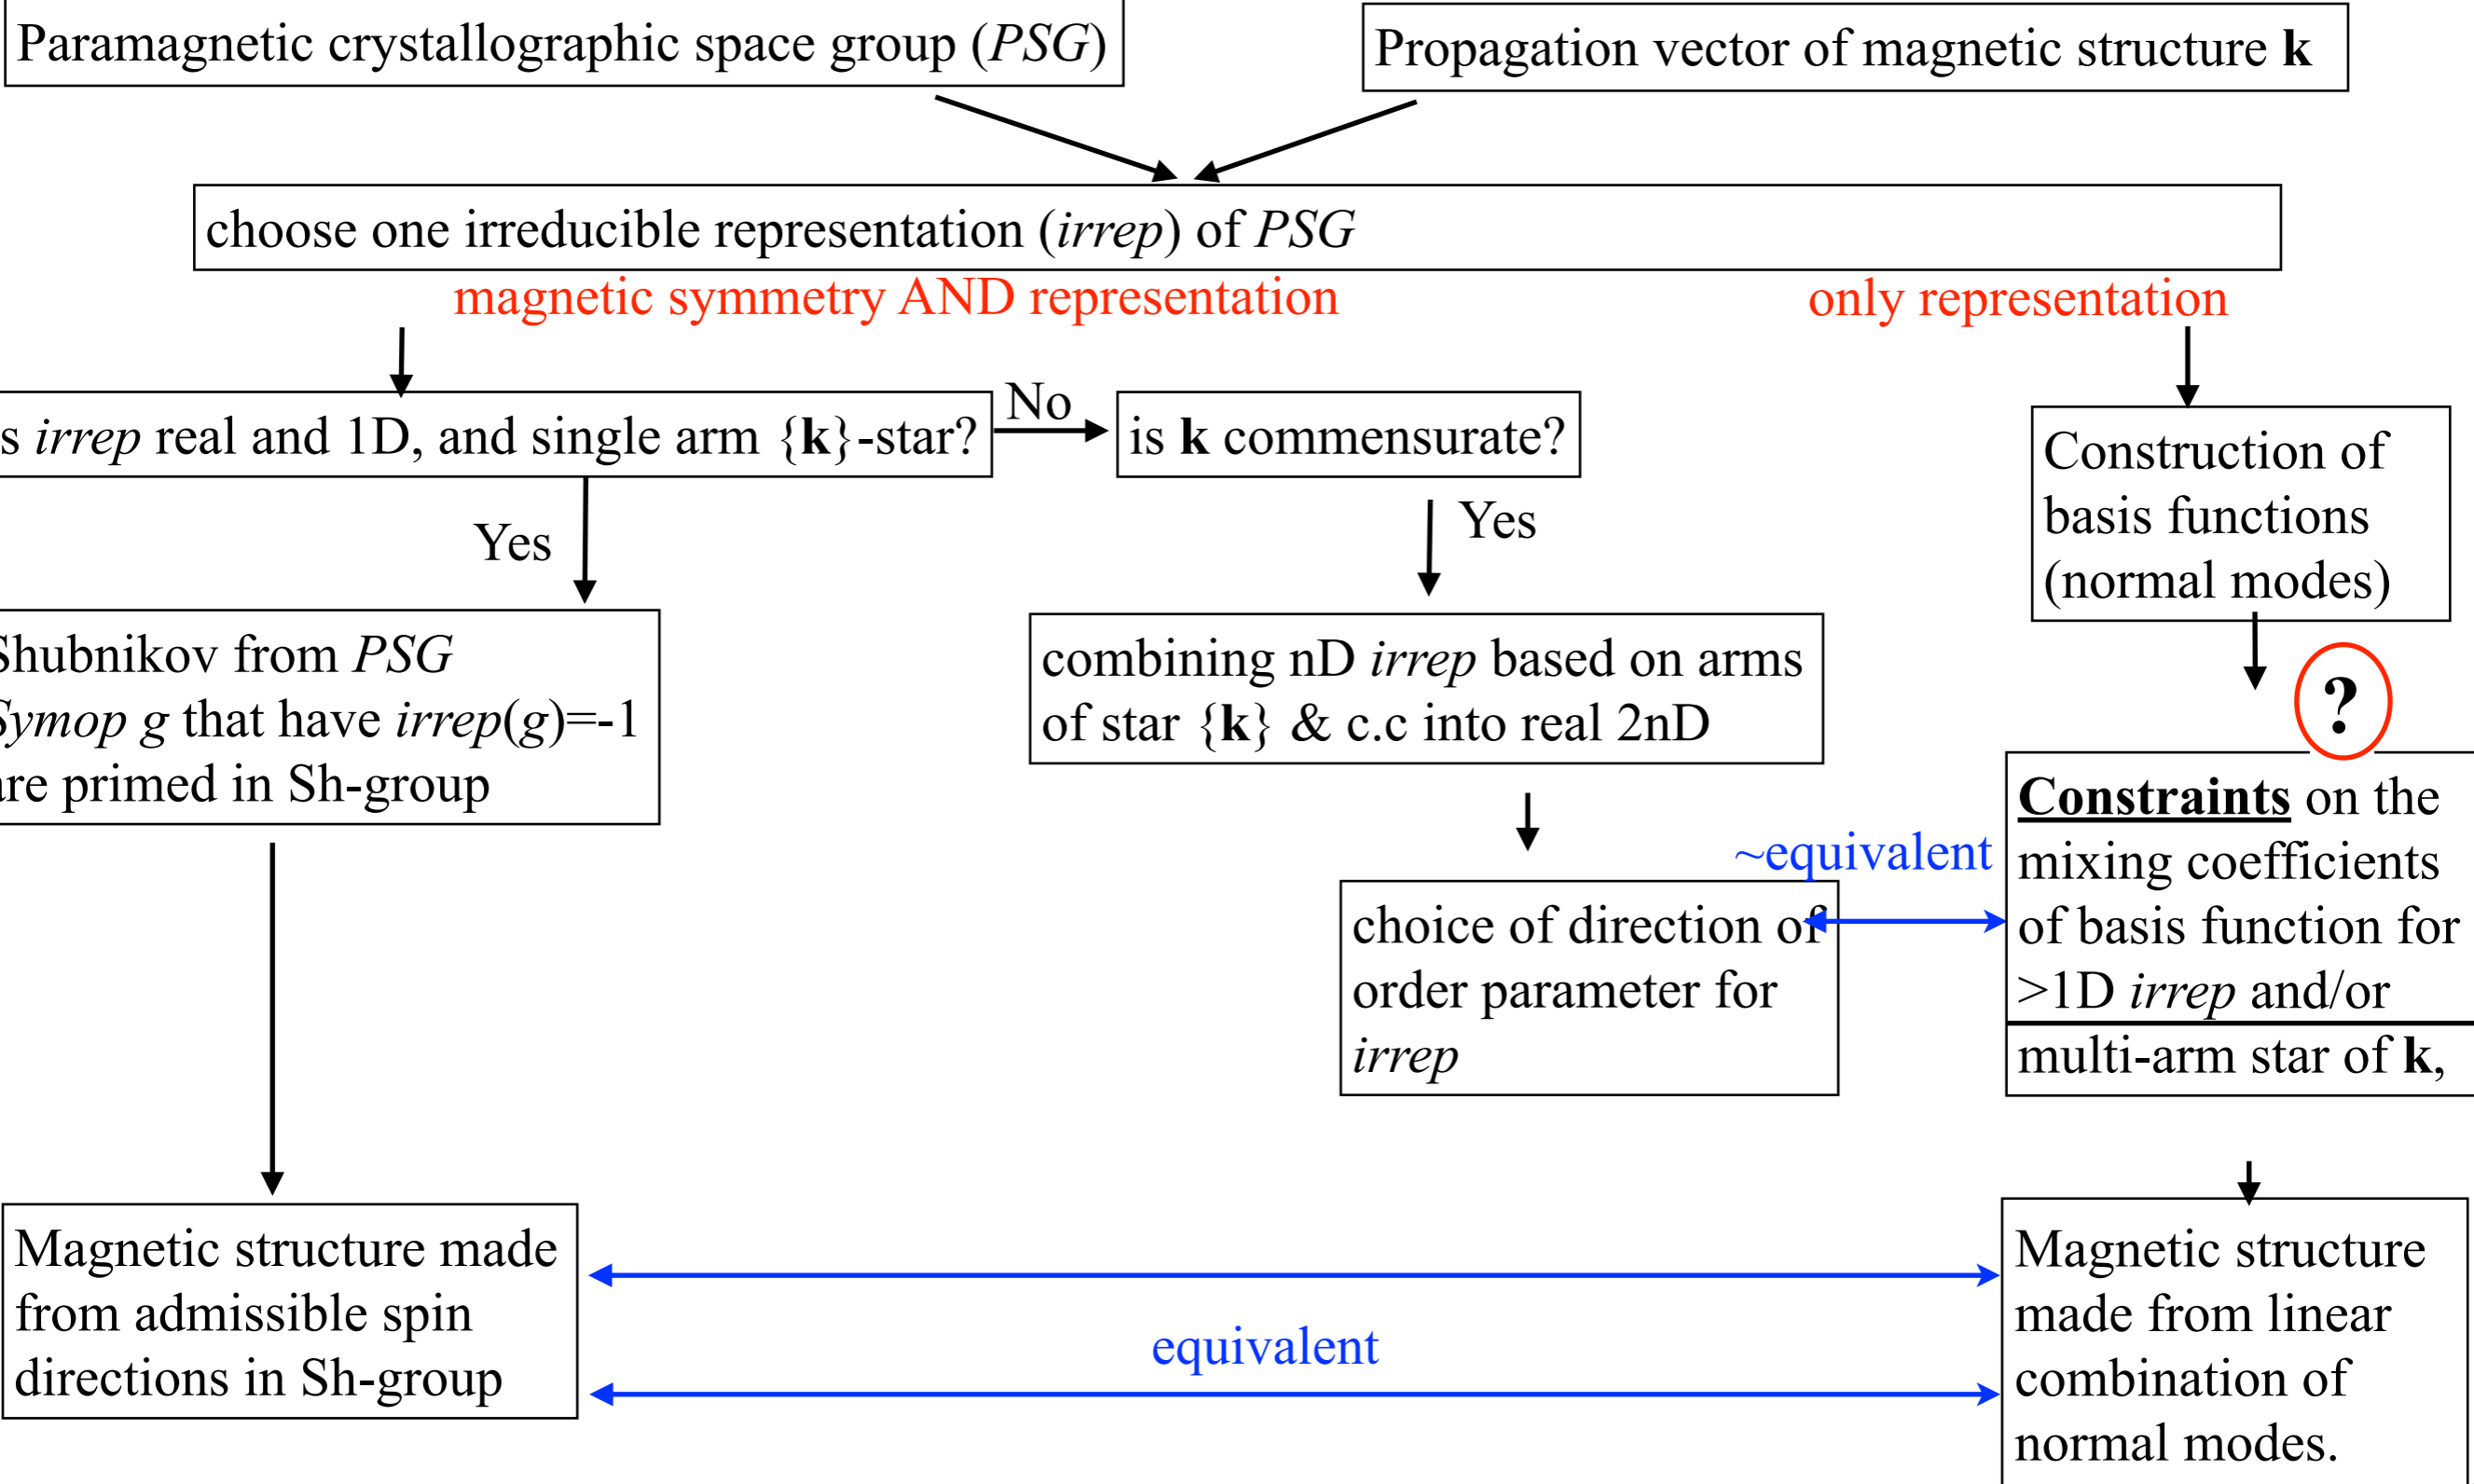 Paramagnetic crystallographic space group (PSG)
Propagation vector of magnetic structure k
choose one irreducible representation (irrep) of PSG
magnetic symmetry AND representation
only representation
s irrep real and 1D, and single arm {k}-star?
No
is k commensurate?
Construction of
basis functions
(normal modes)
Yes
Yes
Shubnikov from PSG
Symop g that have irrep(g)=-1
are primed in Sh-group
combining nD irrep based on arms
of star {k} & c.c into real 2nD
?
Constraints on the
mixing coefficients
of basis function for
>1D irrep and/or
multi-arm star of k,
~equivalent
choice of direction of
order parameter for
irrep
Magnetic structure made
from admissible spin
directions in Sh-group
equivalent
Magnetic structure
made from linear
combination of
normal modes.